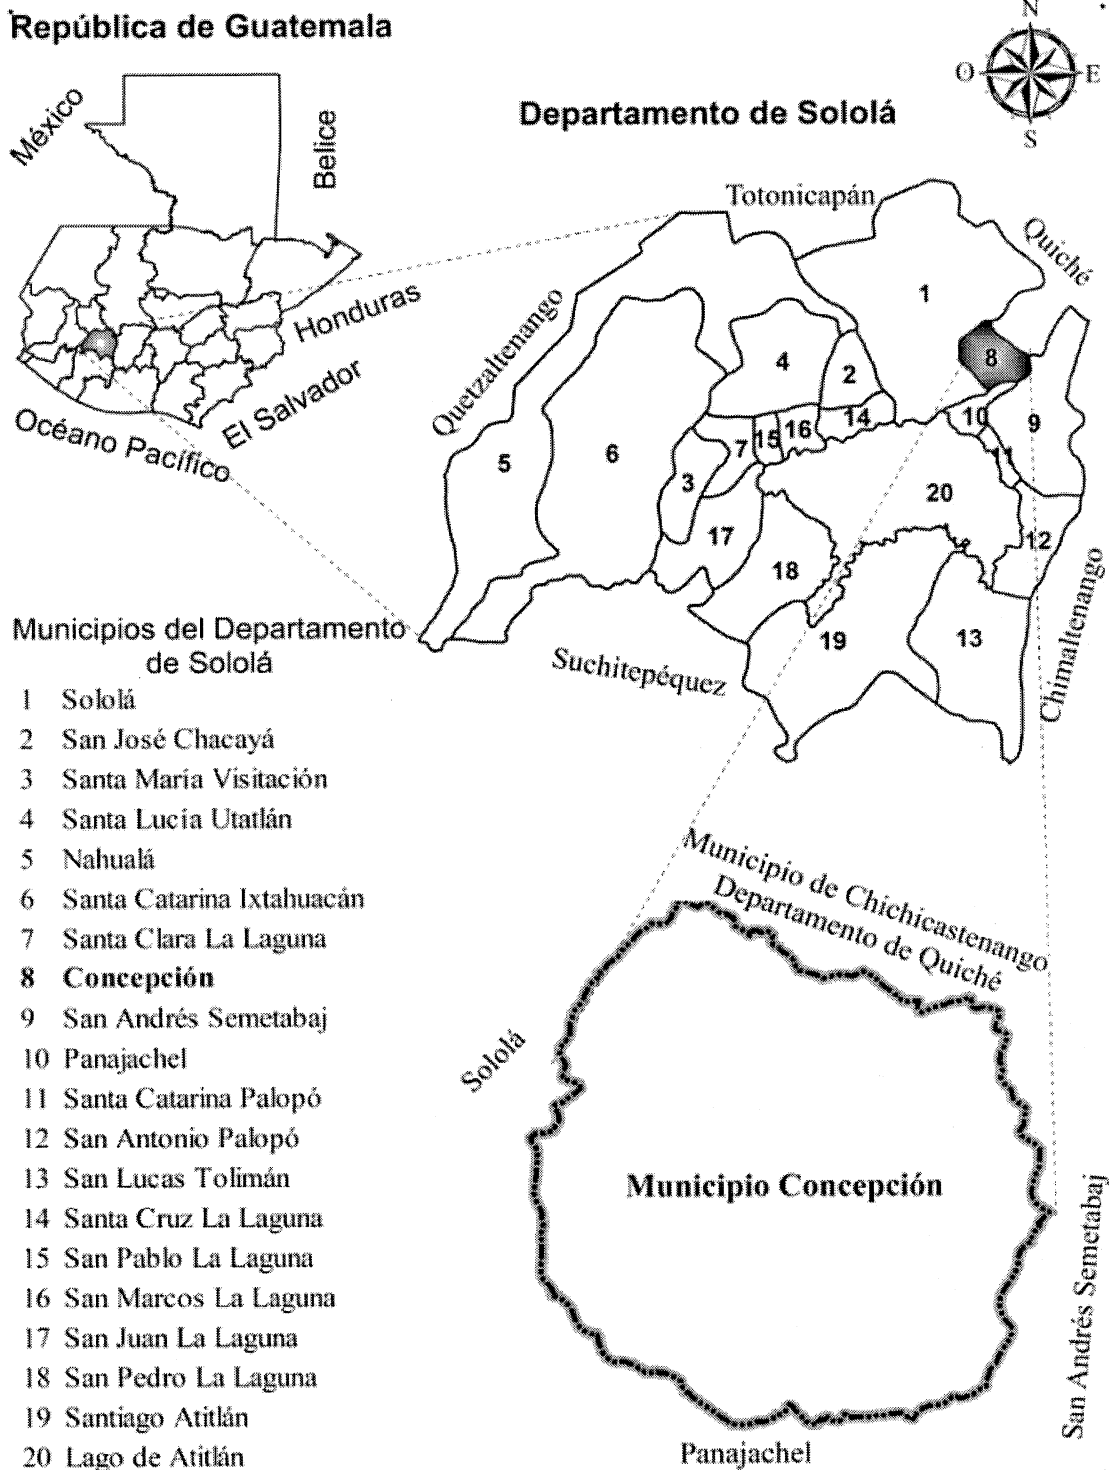 República de Guatemala
N
O
E
S
México
Belice
Departamento de Sololá
Totonicapán
Quiché
Honduras
El Salvador
Océano Pacífico
Quetzaltenango
1
8
4
2
10
9
14
16
15
7
11
6
5
3
20
17
12
18
19
13
Suchitepéquez
Chimaltenango
Municipios del Departamento
de Sololá
1 Sololá
2 San José Chacayá
3 Santa María Visitación
4 Santa Lucía Utatlán
5 Nahualá
6 Santa Catarina Ixtahuacán
7 Santa Clara La Laguna
8 Concepción
9 San Andrés Semetabaj
10 Panajachel
11 Santa Catarina Palopó
12 San Antonio Palopó
13 San Lucas Tolimán
14 Santa Cruz La Laguna
15 San Pablo La Laguna
16 San Marcos La Laguna
17 San Juan La Laguna
18 San Pedro La Laguna
19 Santiago Atitlán
20 Lago de Atitlán
Municipio de Chichicastenango
Departamento de Quiché
Sololá
Municipio Concepción
San Andrés Semetabaj
Panajachel